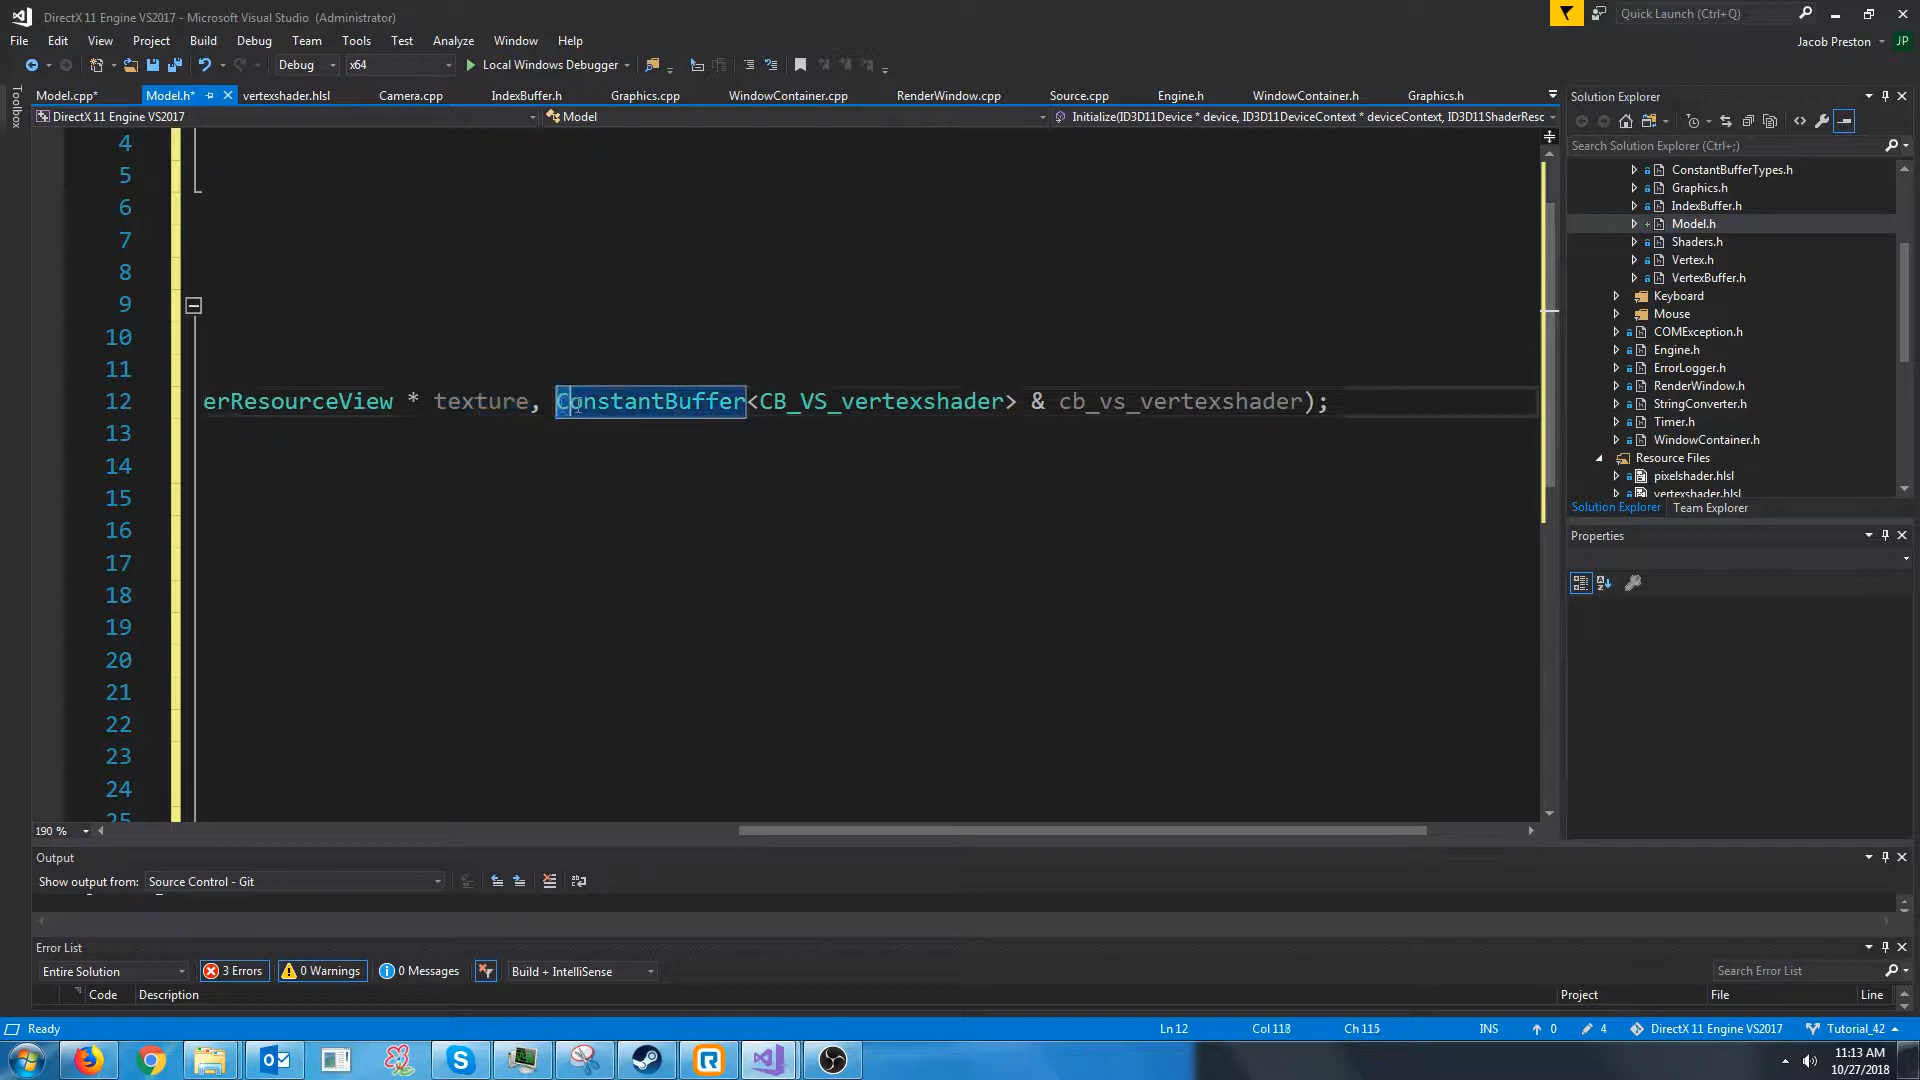 DirectX 11 Engine VS2017 - Microsoft Visual Studio (Administrator)
Quick Launch (Ctrl+Q)
File Edit View Project Build Debug Team Tools Test Analyze Window Help
Jacob Preston JP
Debug x64 Local Windows Debugger
Toolbox
Model.cpp* Model.h* vertexshader.hlsl Camera.cpp IndexBuffer.h Graphics.cpp WindowContainer.cpp RenderWindow.cpp Source.cpp Engine.h WindowContainer.h Graphics.h
DirectX 11 Engine VS2017 Model Initialize(ID3D11Device * device, ID3D11DeviceContext * deviceContext, ID3D11ShaderResc
4
5
6
7
8
9
10
11
12 erResourceView * texture, ConstantBuffer<CB_VS_vertexshader> & cb_vs_vertexshader);
13
14
15
16
17
18
19
20
21
22
23
24
25
190 %
Solution Explorer
Search Solution Explorer (Ctrl+;)
ConstantBufferTypes.h
Graphics.h
IndexBuffer.h
Model.h
Shaders.h
Vertex.h
VertexBuffer.h
Keyboard
Mouse
COMException.h
Engine.h
ErrorLogger.h
RenderWindow.h
StringConverter.h
Timer.h
WindowContainer.h
Resource Files
pixelshader.hlsl
vertexshader.hlsl
Solution Explorer Team Explorer
Properties
Output
Show output from: Source Control - Git
Error List
Entire Solution 3 Errors 0 Warnings 0 Messages Build + IntelliSense
Search Error List
Code Description Project File Line
Ready Ln 12 Col 118 Ch 115 INS 0 4 DirectX 11 Engine VS2017 Tutorial_42
11:13 AM
10/27/2018